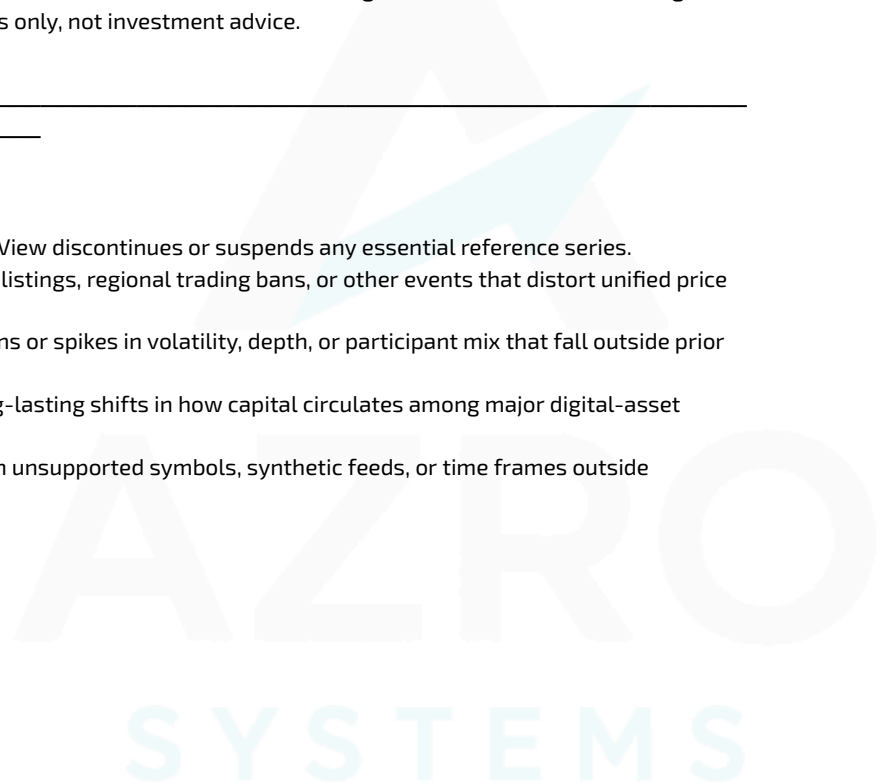 s only, not investment advice.
View discontinues or suspends any essential reference series.
listings, regional trading bans, or other events that distort unified price
ns or spikes in volatility, depth, or participant mix that fall outside prior
g-lasting shifts in how capital circulates among major digital-asset
n unsupported symbols, synthetic feeds, or time frames outside
AZRO
SYSTEMS